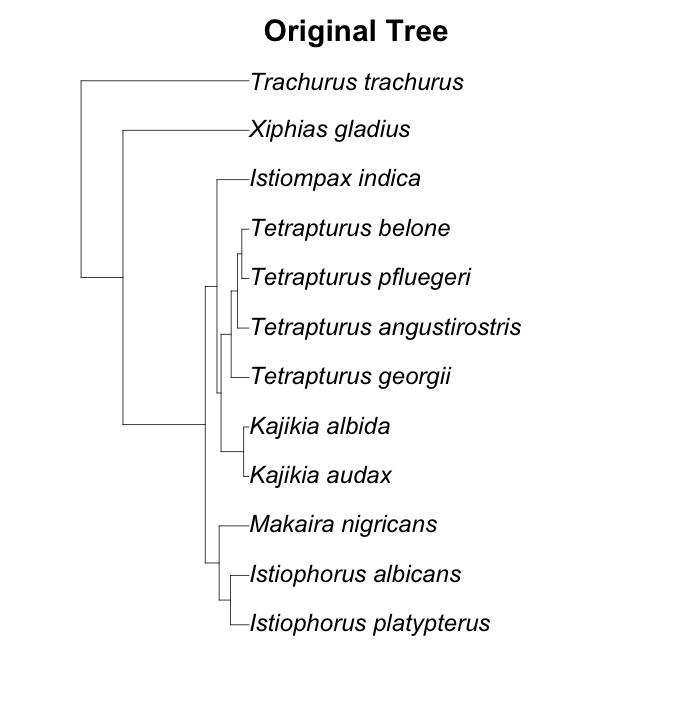 Original Tree
Trachurus trachurus
Xiphias gladius
Istiompax indica
Tetrapturus belone
Tetrapturus pfluegeri
Tetrapturus angustirostris
Tetrapturus georgii
Kajikia albida
Kajikia audax
Makaira nigricans
Istiophorus albicans
Istiophorus platypterus